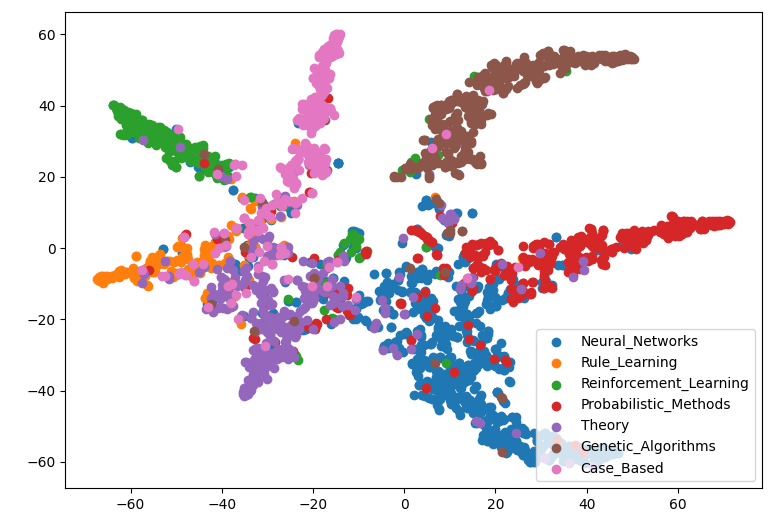 60
40
20
0
−20
−40
−60
−60 −40 −20 0 20 40 60
Neural_Networks
Rule_Learning
Reinforcement_Learning
Probabilistic_Methods
Theory
Genetic_Algorithms
Case_Based